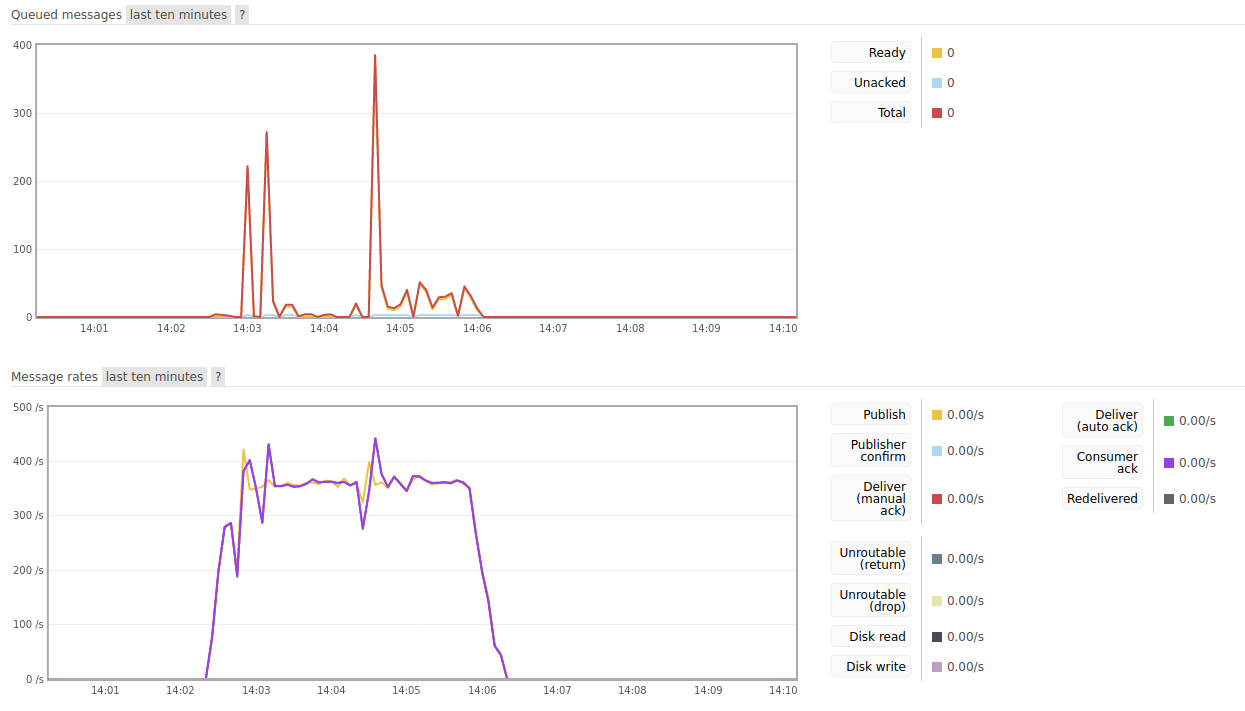 Queued messages last ten minutes ?
400
300
200
100
0
14:01 14:02 14:03 14:04 14:05 14:06 14:07 14:08 14:09 14:10
Ready 0
Unacked 0
Total 0
Message rates last ten minutes ?
500 /s
400 /s
300 /s
200 /s
100 /s
0 /s
14:01 14:02 14:03 14:04 14:05 14:06 14:07 14:08 14:09 14:10
Publish 0.00/s
Publisher
confirm 0.00/s
Deliver
(manual 0.00/s
ack)
Unroutable
(return) 0.00/s
Unroutable
(drop) 0.00/s
Disk read 0.00/s
Disk write 0.00/s
Deliver
(auto ack) 0.00/s
Consumer
ack 0.00/s
Redelivered 0.00/s